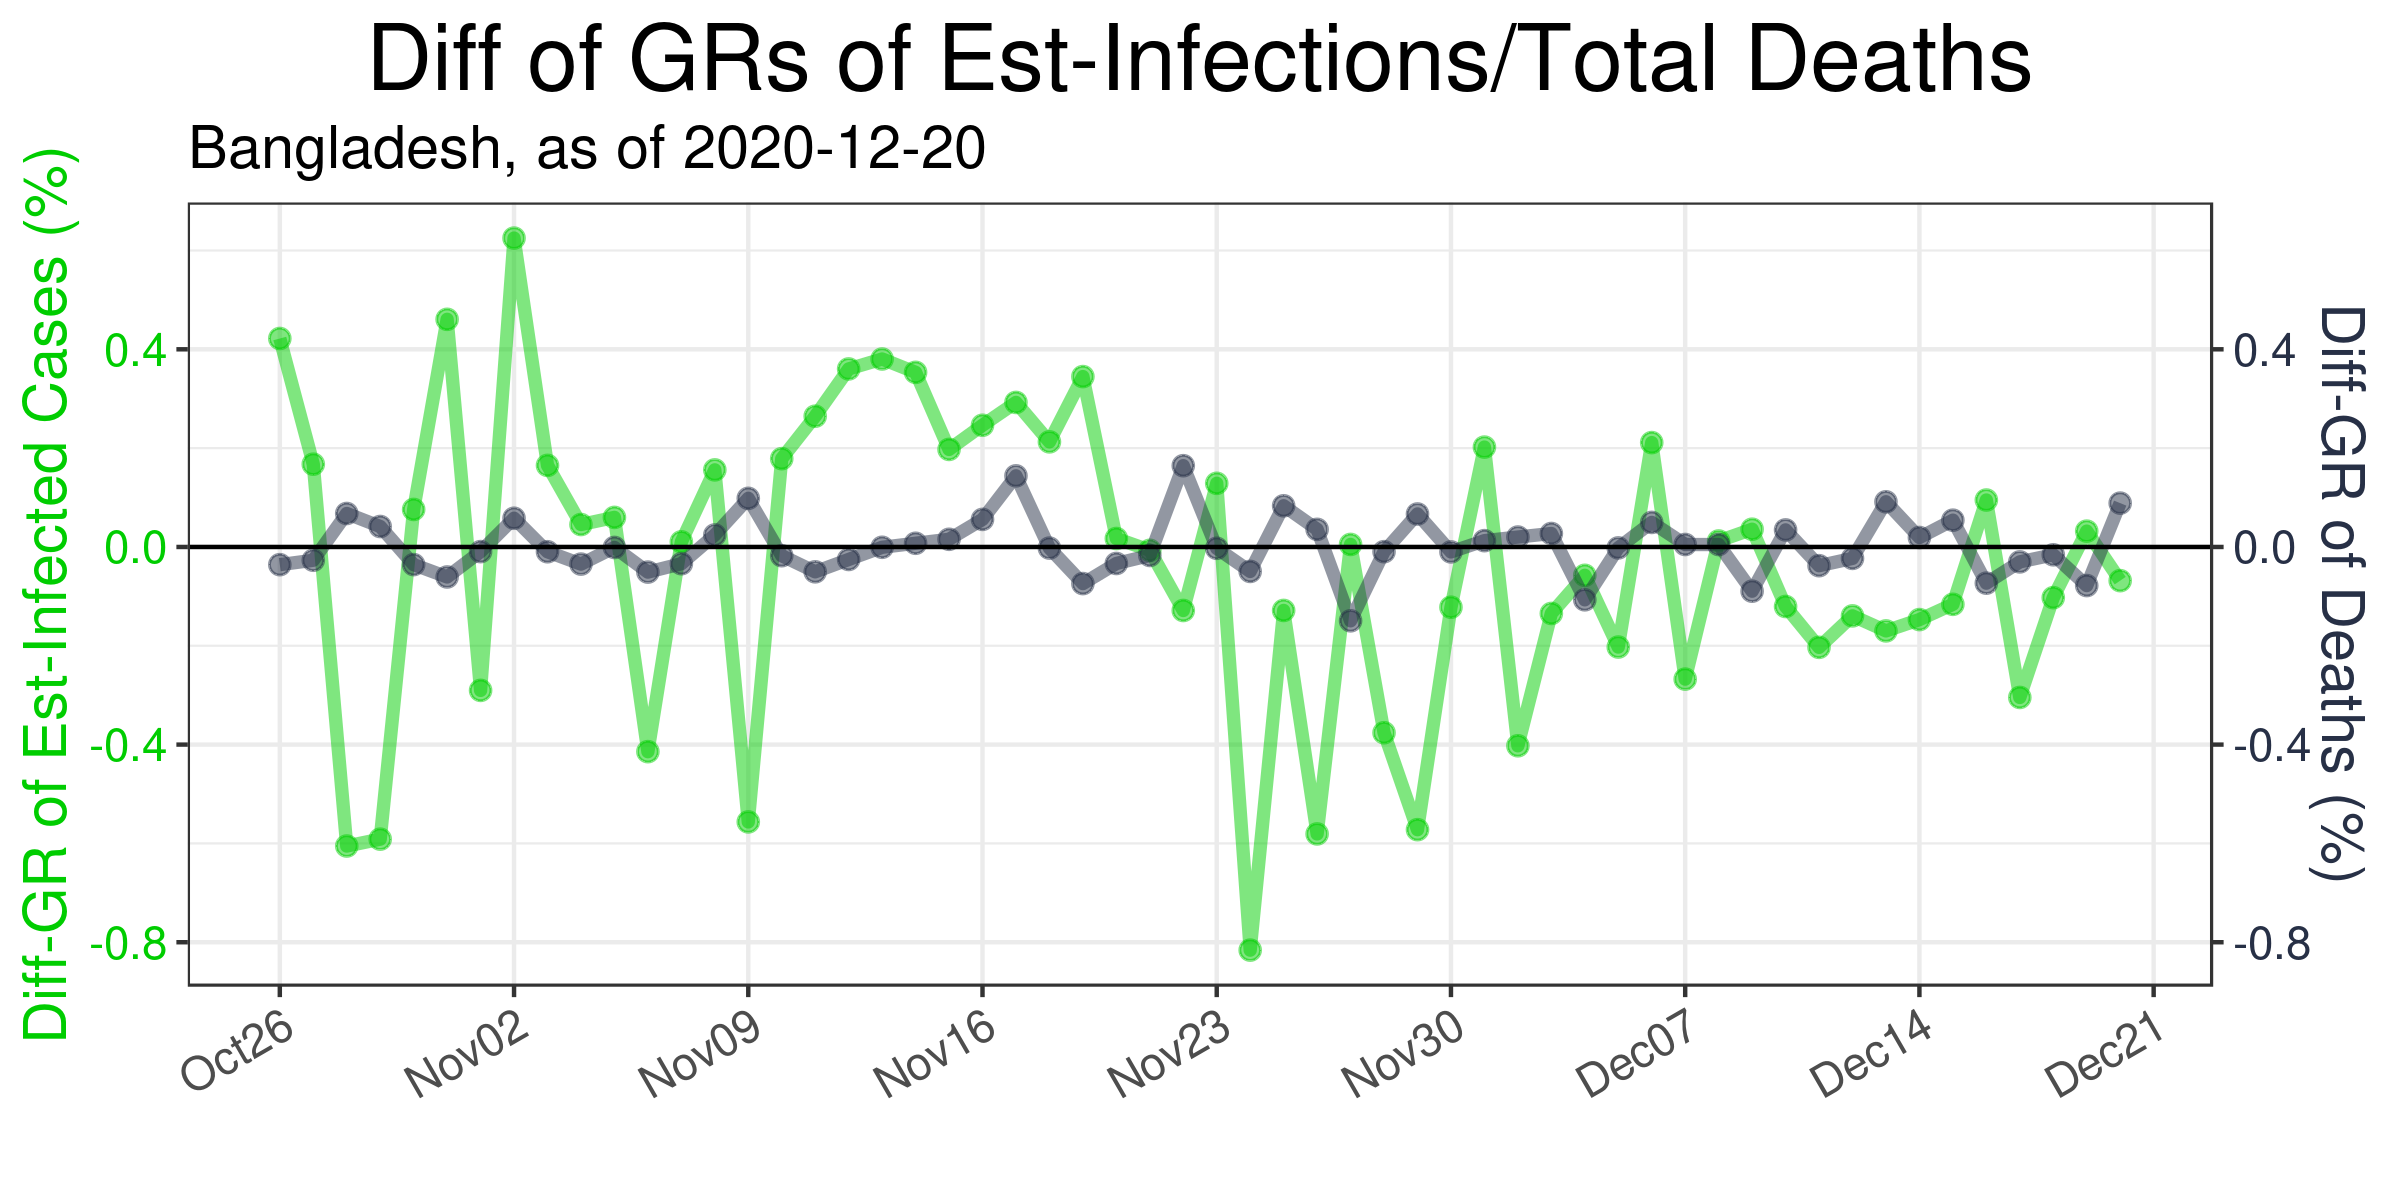 Diff of GRs of Est-Infections/Total Deaths
Bangladesh, as of 2020-12-20
Diff-GR of Est-Infected Cases (%)
0.4
0.0
-0.4
-0.8
0.4
0.0
-0.4
-0.8
Diff-GR of Deaths (%)
Oct26
Nov02
Nov09
Nov16
Nov23
Nov30
Dec07
Dec14
Dec21